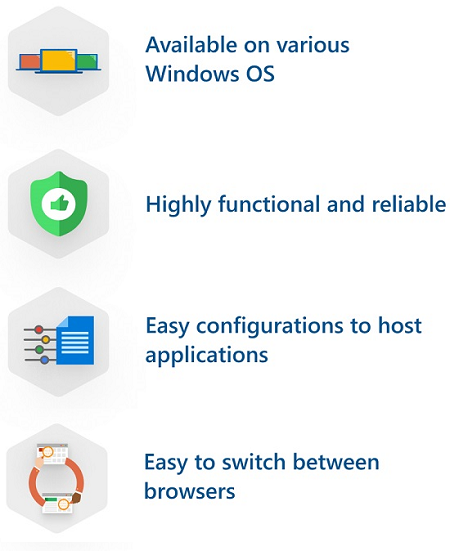 Available on various
Windows OS
Highly functional and reliable
Easy configurations to host
applications
Easy to switch between
browsers